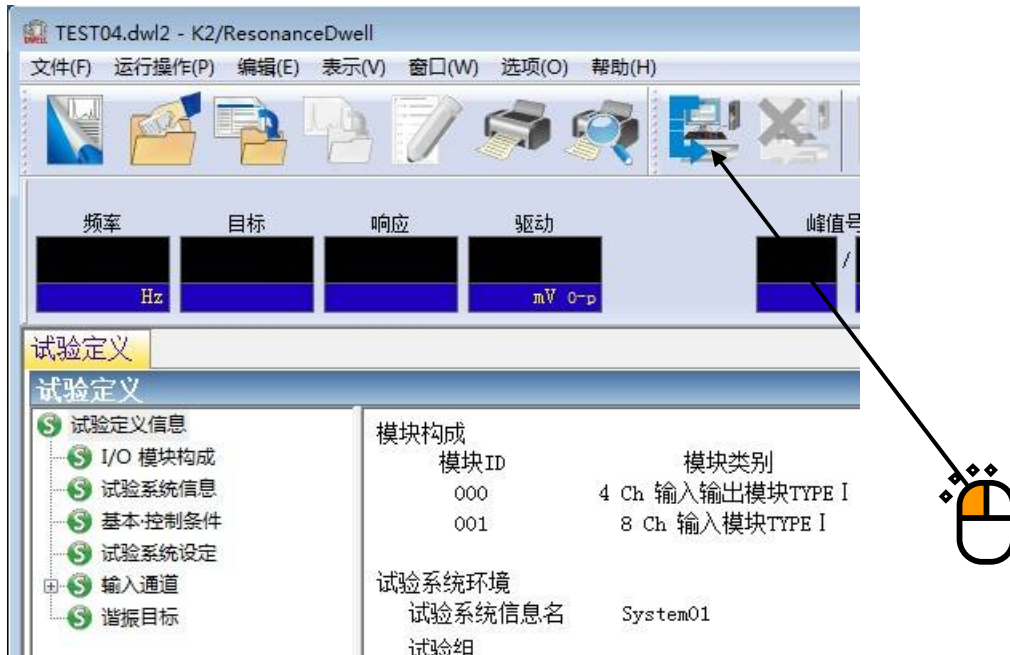 TEST04.dwl2 - K2/ResonanceDwell
文件(F) 运行操作(P) 编辑(E) 表示(V) 窗口(W) 选项(O) 帮助(H)
频率 目标 响应 驱动 峰值号
/
Hz mV 0-p
试验定义
试验定义
试验定义信息
I/O 模块构成
试验系统信息
基本·控制条件
试验系统设定
输入通道
谐振目标
模块构成
模块ID 模块类别
000 4 Ch 输入输出模块TYPEⅠ
001 8 Ch 输入模块TYPEⅠ
试验系统环境
试验系统信息名 System01
试验组